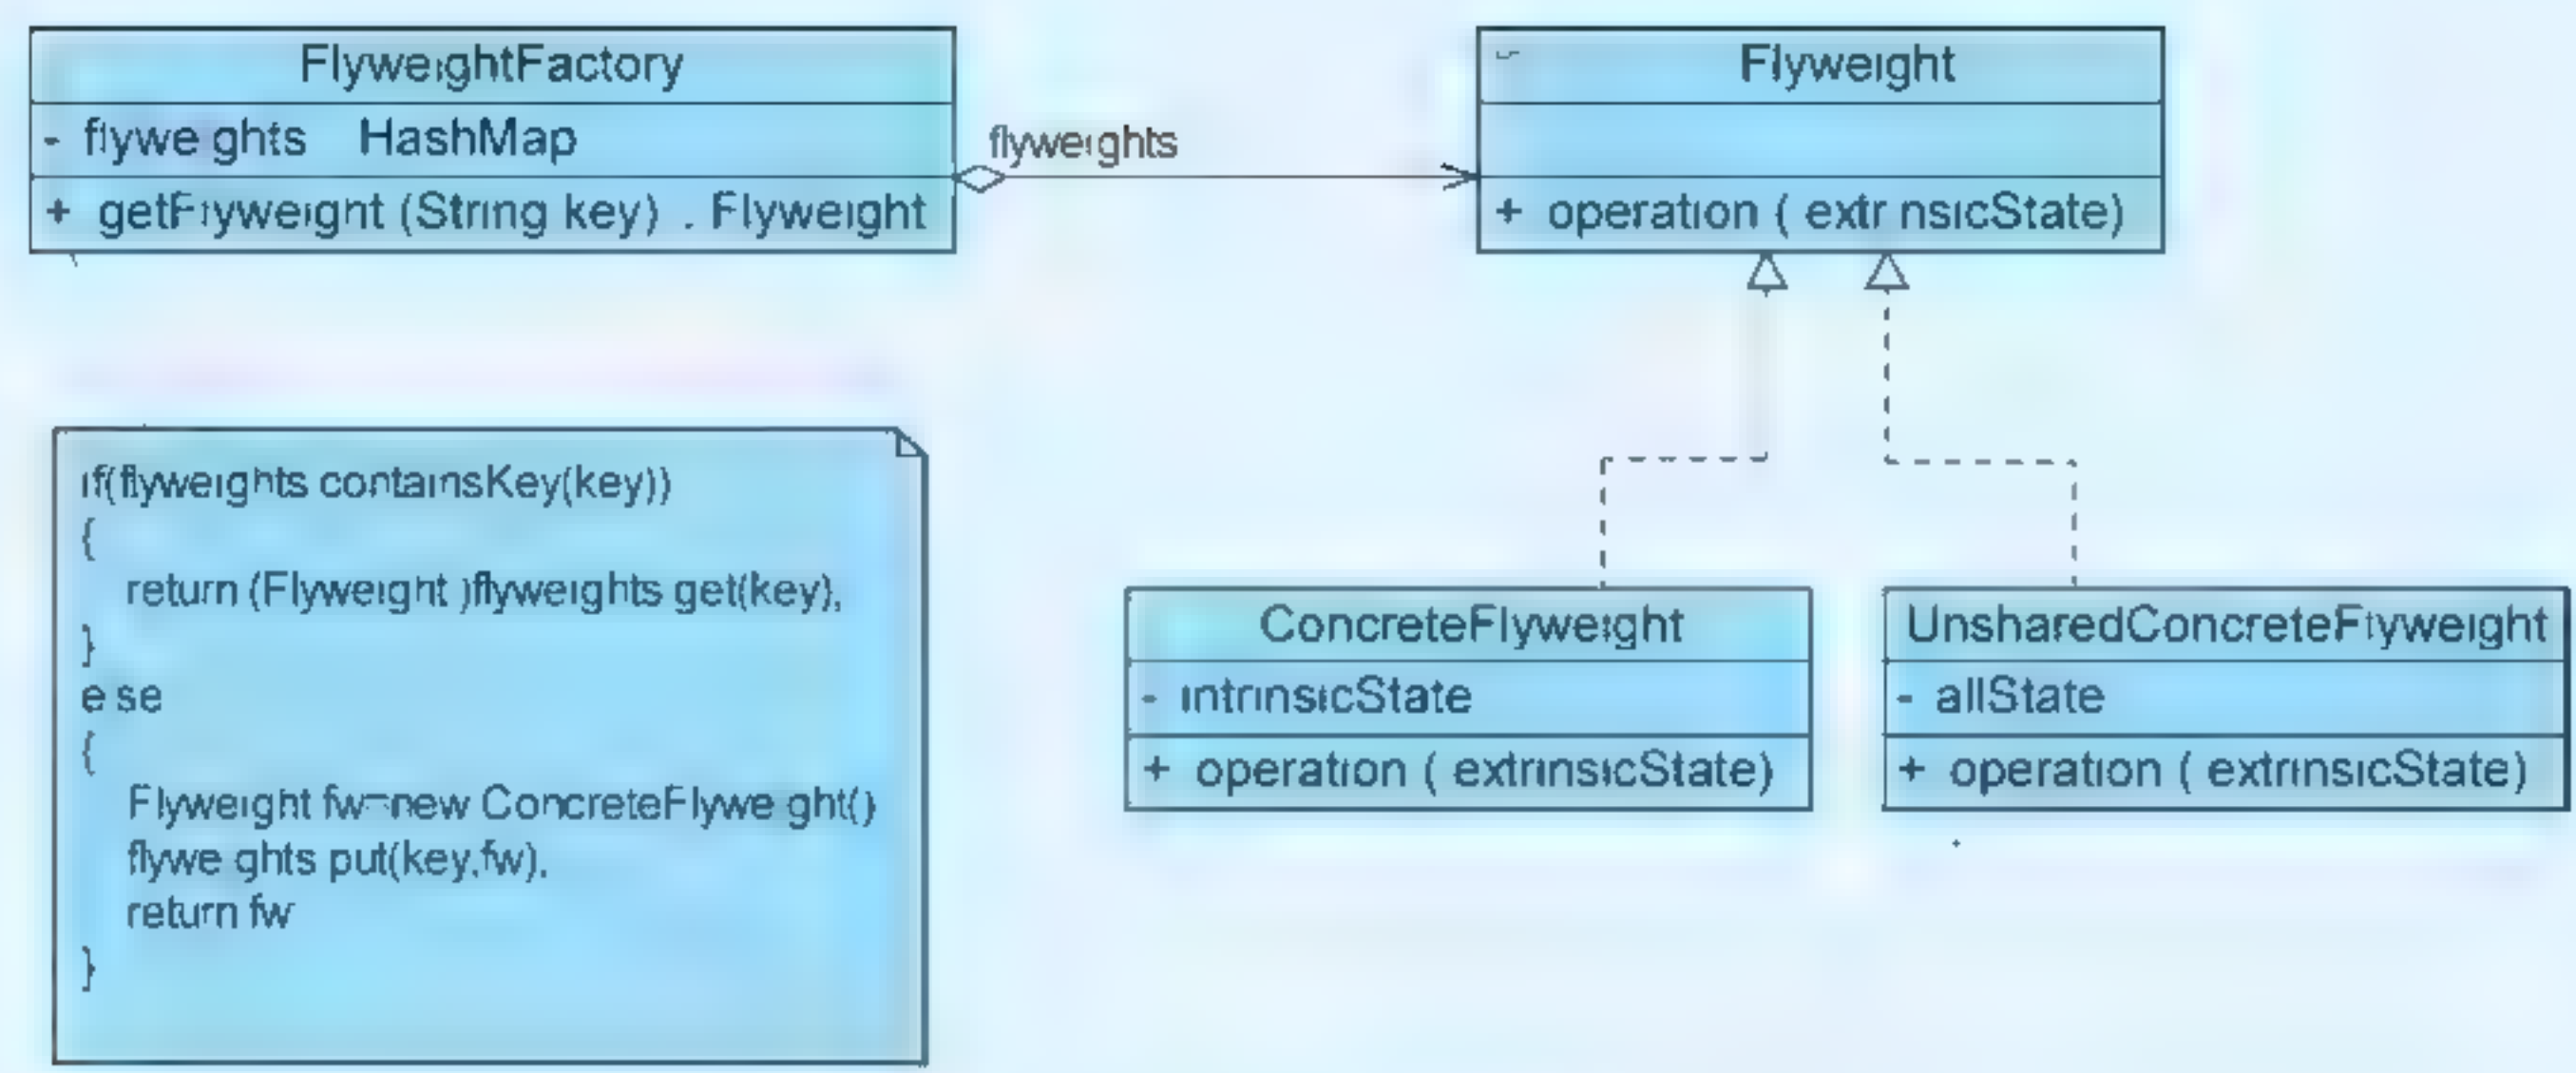 FlyweightFactory
- flyweights HashMap
+ getFlyweight (String key) . Flyweight
flyweights
Flyweight
+ operation ( extrinsicState)
if(flyweights containsKey(key))
{
return (Flyweight )flyweights get(key),
}
else
{
Flyweight fw=new ConcreteFlyweight()
flyweights put(key,fw),
return fw
}
ConcreteFlyweight
- intrinsicState
+ operation ( extrinsicState)
UnsharedConcreteFlyweight
- allState
+ operation ( extrinsicState)